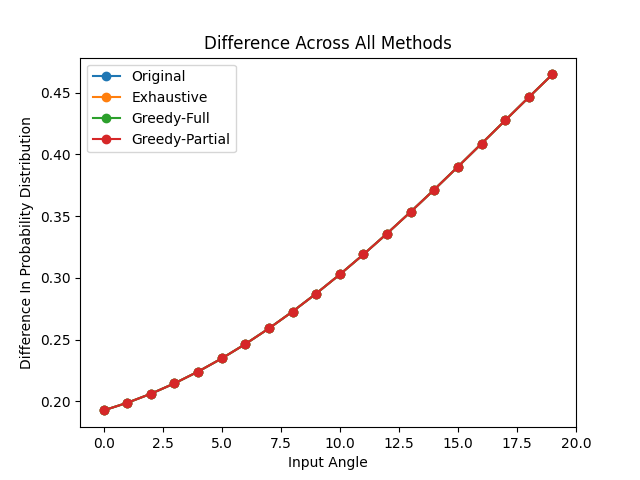 Difference Across All Methods
Original
Exhaustive
Greedy-Full
Greedy-Partial
Difference In Probability Distribution
0.45
0.40
0.35
0.30
0.25
0.20
0.0 2.5 5.0 7.5 10.0 12.5 15.0 17.5 20.0
Input Angle